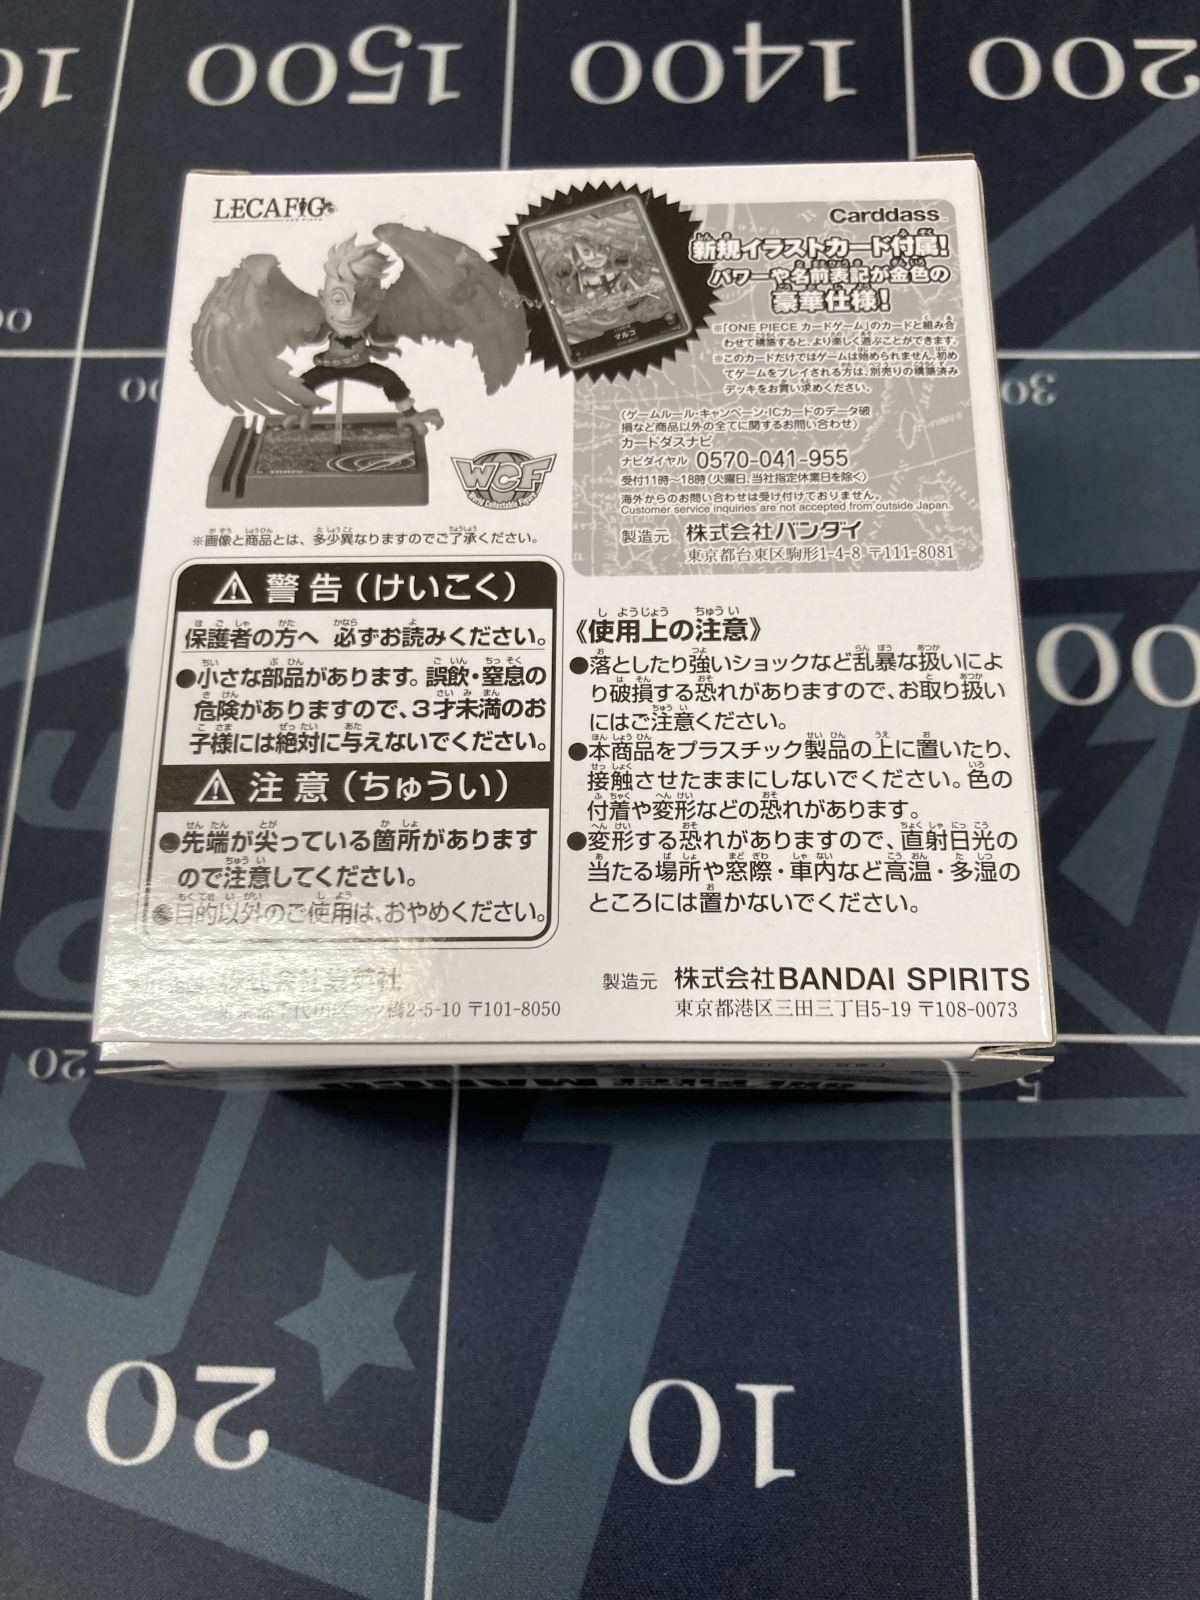 1500
1400
200
LECAFIG
ONE PIECE
Carddass
新規イラストカード付属!
パワーや名前表記が金色の
豪華仕様!
※「ONE PIECE カードゲーム」のカードと組み合
わせて構築すると、より楽しく遊ぶことができます。
※このカードだけではゲームは始められません。初め
てゲームをプレイされる方は、別売りの構築済み
デッキをお買い求めください。
(ゲームルール・キャンペーン・ICカードのデータ破
損など商品以外の全てに関するお問い合わせ)
カードダスナビ
ナビダイヤル 0570-041-955
受付11時~18時(火曜日、当社指定休業日を除く)
海外からのお問い合わせは受け付けておりません。
Customer service inquiries are not accepted from outside Japan.
製造元 株式会社バンダイ
東京都台東区駒形1-4-8 〒111-8081
マルコ
WCF
World Collectable Figure
※画像と商品とは、多少異なりますのでご了承ください。
警告(けいこく)
保護者の方へ 必ずお読みください。
●小さな部品があります。誤飲・窒息の
危険がありますので、3才未満のお
子様には絶対に与えないでください。
注意(ちゅうい)
●先端が尖っている箇所があります
ので注意してください。
●目的以外のご使用は、おやめください。
《使用上の注意》
●落としたり強いショックなど乱暴な扱いによ
り破損する恐れがありますので、お取り扱い
にはご注意ください。
●本商品をプラスチック製品の上に置いたり、
接触させたままにしないでください。色の
付着や変形などの恐れがあります。
●変形する恐れがありますので、直射日光の
当たる場所や窓際・車内など高温・多湿の
ところには置かないでください。
株式会社集英社
橋2-5-10 〒101-8050
製造元 株式会社BANDAI SPIRITS
東京都港区三田三丁目5-19 〒108-0073
30
20
5
20
10